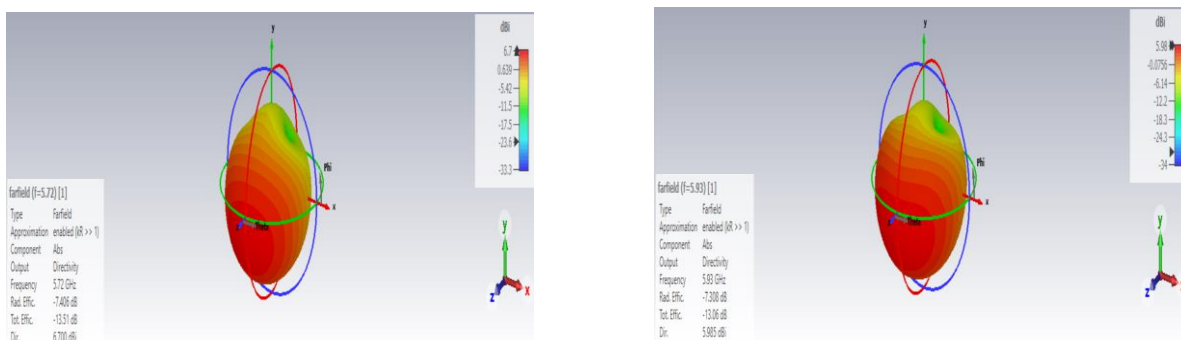 y
dBi
6.7
0.639
-5.42
-11.5
-17.5
-23.6
-33.3
Phi
x
farfield (f=5.72) [1]
Type Farfield
Approximation enabled (kR >> 1)
Component Abs
Output Directivity
Frequency 5.72 GHz
Rad. Effic. -7.406 dB
Tot. Effic. -13.51 dB
Dir. 6.700 dBi
y
z
x
y
dBi
5.98
-0.0756
-6.14
-12.2
-18.3
-24.3
-34
Phi
x
farfield (f=5.93) [1]
Type Farfield
Approximation enabled (kR >> 1)
Component Abs
Output Directivity
Frequency 5.93 GHz
Rad. Effic. -7.308 dB
Tot. Effic. -13.06 dB
Dir. 5.985 dBi
y
z
x